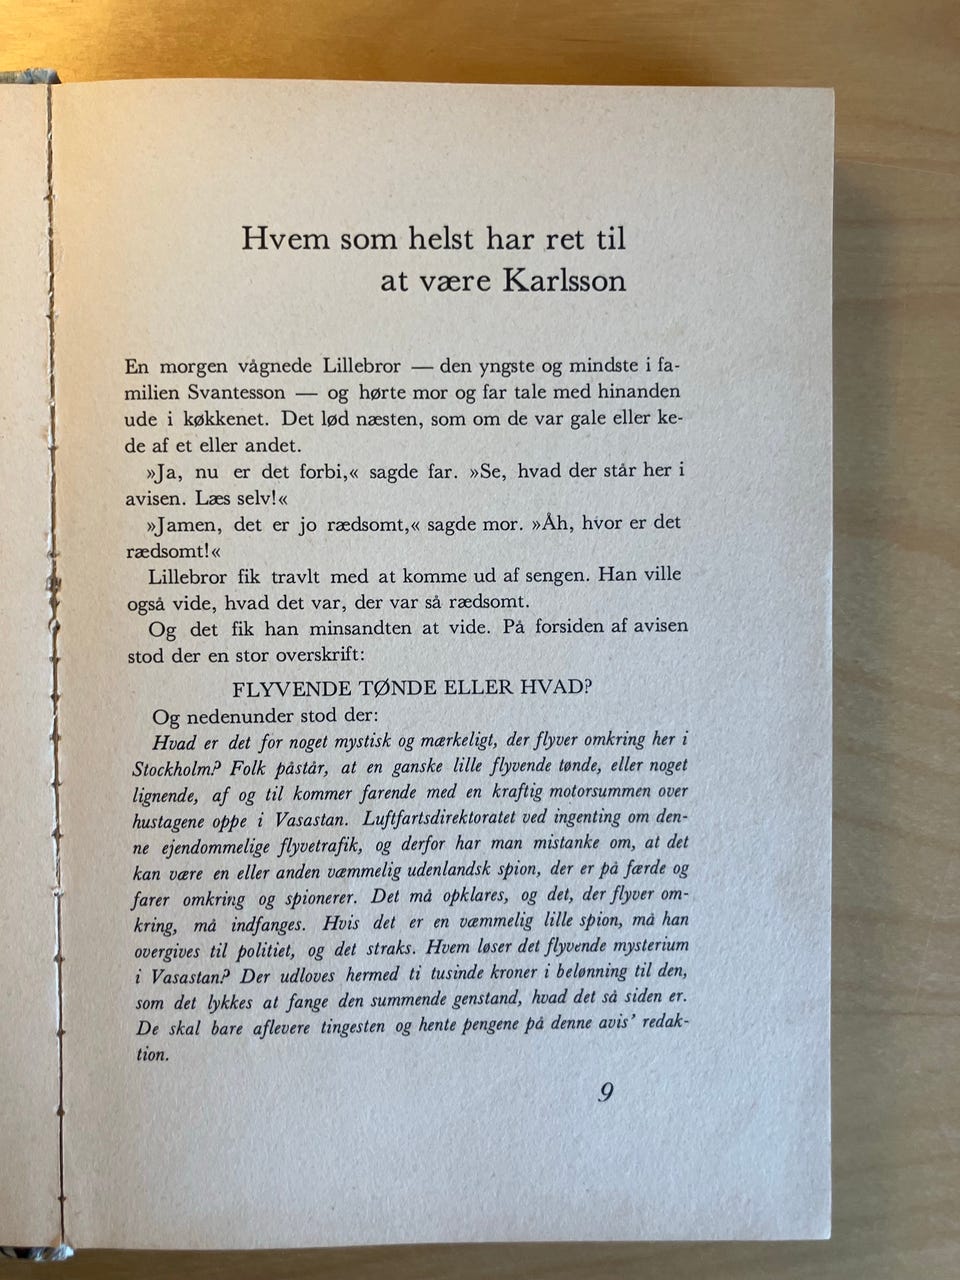 Hvem som helst har ret til
at være Karlsson
En morgen vågnede Lillebror — den yngste og mindste i fa-
milien Svantesson — og hørte mor og far tale med hinanden
ude i køkkenet. Det lød næsten, som om de var gale eller ke-
de af et eller andet.
»Ja, nu er det forbi,« sagde far. »Se, hvad der står her i
avisen. Læs selv!«
»Jamen, det er jo rædsomt,« sagde mor. »Åh, hvor er det
rædsomt!«
Lillebror fik travlt med at komme ud af sengen. Han ville
også vide, hvad det var, der var så rædsomt.
Og det fik han minsandten at vide. På forsiden af avisen
stod der en stor overskrift:
FLYVENDE TØNDE ELLER HVAD?
Og nedenunder stod der:
Hvad er det for noget mystisk og mærkeligt, der flyver omkring her i
Stockholm? Folk påstår, at en ganske lille flyvende tønde, eller noget
lignende, af og til kommer farende med en kraftig motorsummen over
hustagene oppe i Vasastan. Luftfartsdirektoratet ved ingenting om den-
ne ejendommelige flyvetrafik, og derfor har man mistanke om, at det
kan være en eller anden væmmelig udenlandsk spion, der er på færde og
farer omkring og spionerer. Det må opklares, og det, der flyver om-
kring, må indfanges. Hvis det er en væmmelig lille spion, må han
overgives til politiet, og det straks. Hvem løser det flyvende mysterium
i Vasastan? Der udloves hermed ti tusinde kroner i belønning til den,
som det lykkes at fange den summende genstand, hvad det så siden er.
De skal bare aflevere tingesten og hente pengene på denne avis' redak-
tion.
9